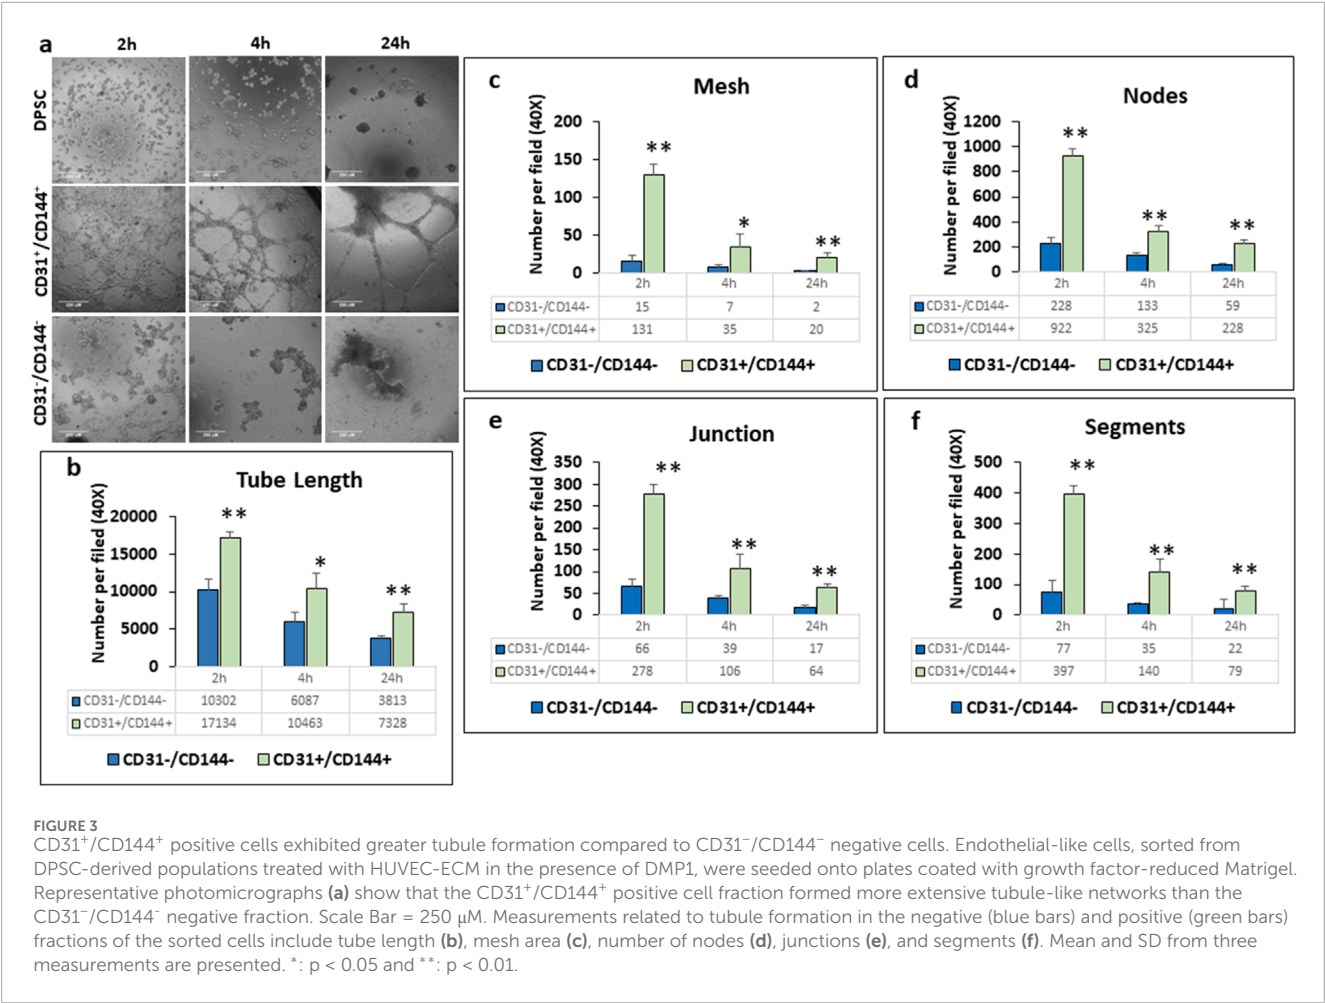 a
2h 4h 24h
DPSC
CD31+/CD144+
CD31-/CD144-
b
Tube Length
Number per filed (40X)
20000
15000
10000
5000
0
2h 4h 24h
CD31-/CD144- 10302 6087 3813
CD31+/CD144+ 17134 10463 7328
** * **
CD31-/CD144- CD31+/CD144+
c
Mesh
Number per field (40X)
200
150
100
50
0
** * **
2h 4h 24h
CD31-/CD144- 15 7 2
CD31+/CD144+ 131 35 20
CD31-/CD144- CD31+/CD144+
d
Nodes
Number per filed (40X)
1200
1000
800
600
400
200
0
** ** **
2h 4h 24h
CD31-/CD144- 228 133 59
CD31+/CD144+ 922 325 228
CD31-/CD144- CD31+/CD144+
e
Junction
Number per field (40X)
350
300
250
200
150
100
50
0
** ** **
2h 4h 24h
CD31-/CD144- 66 39 17
CD31+/CD144+ 278 106 64
CD31-/CD144- CD31+/CD144+
f
Segments
Number per filed (40X)
500
400
300
200
100
0
** ** **
2h 4h 24h
CD31-/CD144- 77 35 22
CD31+/CD144+ 397 140 79
CD31-/CD144- CD31+/CD144+
FIGURE 3
CD31⁺/CD144⁺ positive cells exhibited greater tubule formation compared to CD31⁻/CD144⁻ negative cells. Endothelial-like cells, sorted from
DPSC-derived populations treated with HUVEC-ECM in the presence of DMP1, were seeded onto plates coated with growth factor-reduced Matrigel.
Representative photomicrographs (a) show that the CD31⁺/CD144⁺ positive cell fraction formed more extensive tubule-like networks than the
CD31⁻/CD144⁻ negative fraction. Scale Bar = 250 μM. Measurements related to tubule formation in the negative (blue bars) and positive (green bars)
fractions of the sorted cells include tube length (b), mesh area (c), number of nodes (d), junctions (e), and segments (f). Mean and SD from three
measurements are presented. *: p < 0.05 and **: p < 0.01.